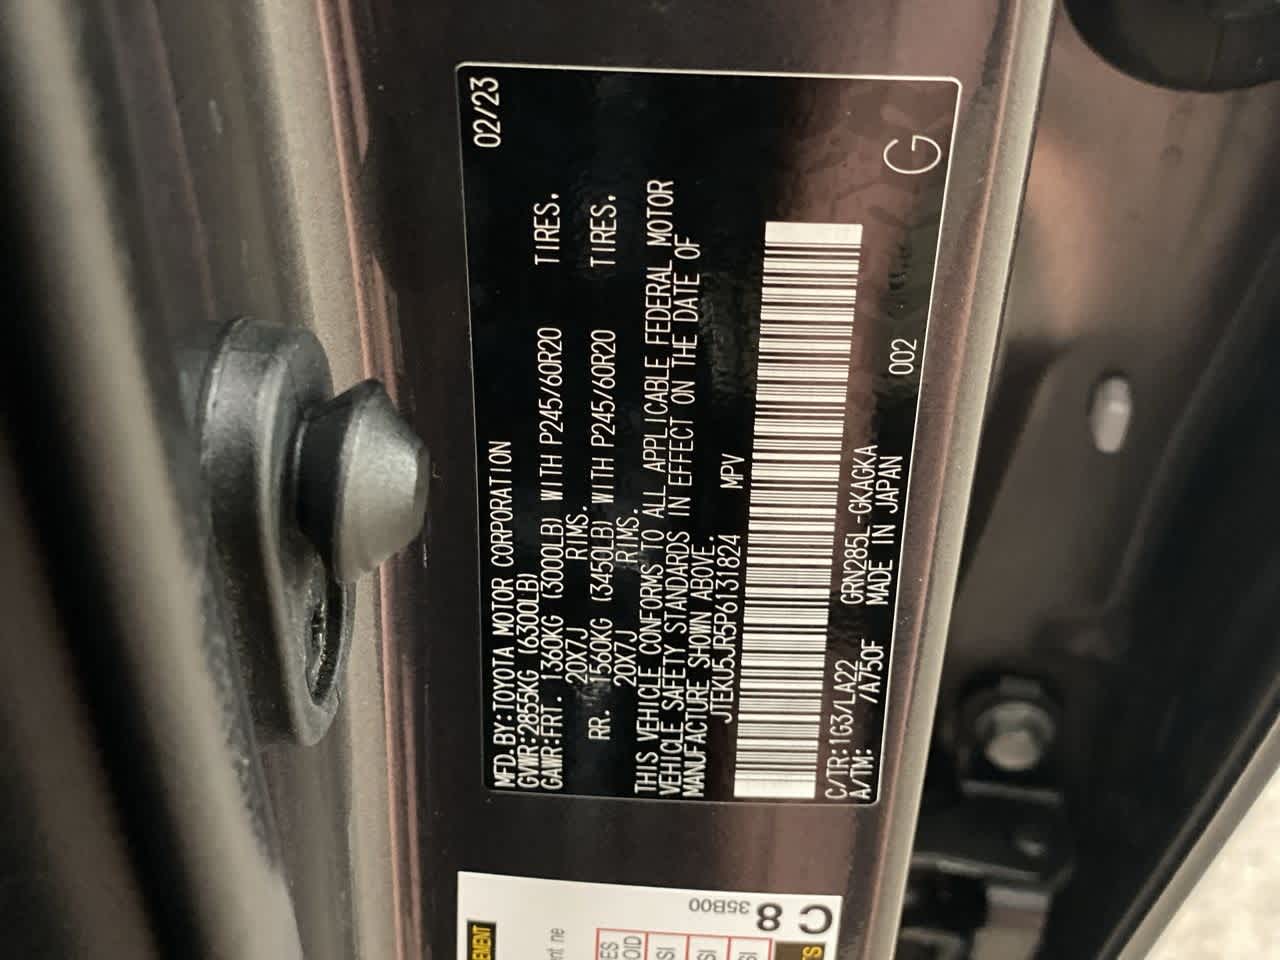 MFD.BY:TOYOTA MOTOR CORPORATION 02/23
GVWR:2855KG (6300LB)
GAWR:FRT. 1360KG (3000LB) WITH P245/60R20 TIRES,
20X7J RIMS.
RR. 1560KG (3450LB) WITH P245/60R20 TIRES,
20X7J RIMS.
THIS VEHICLE CONFORMS TO ALL APPLICABLE FEDERAL MOTOR
VEHICLE SAFETY STANDARDS IN EFFECT ON THE DATE OF
MANUFACTURE SHOWN ABOVE.
JTEKU5JR5P6131824 MPV
C/TR:1G3/LA22 GRN285L-GKAGKA 002
A/TM: /A750F MADE IN JAPAN
G
C 8
35B00